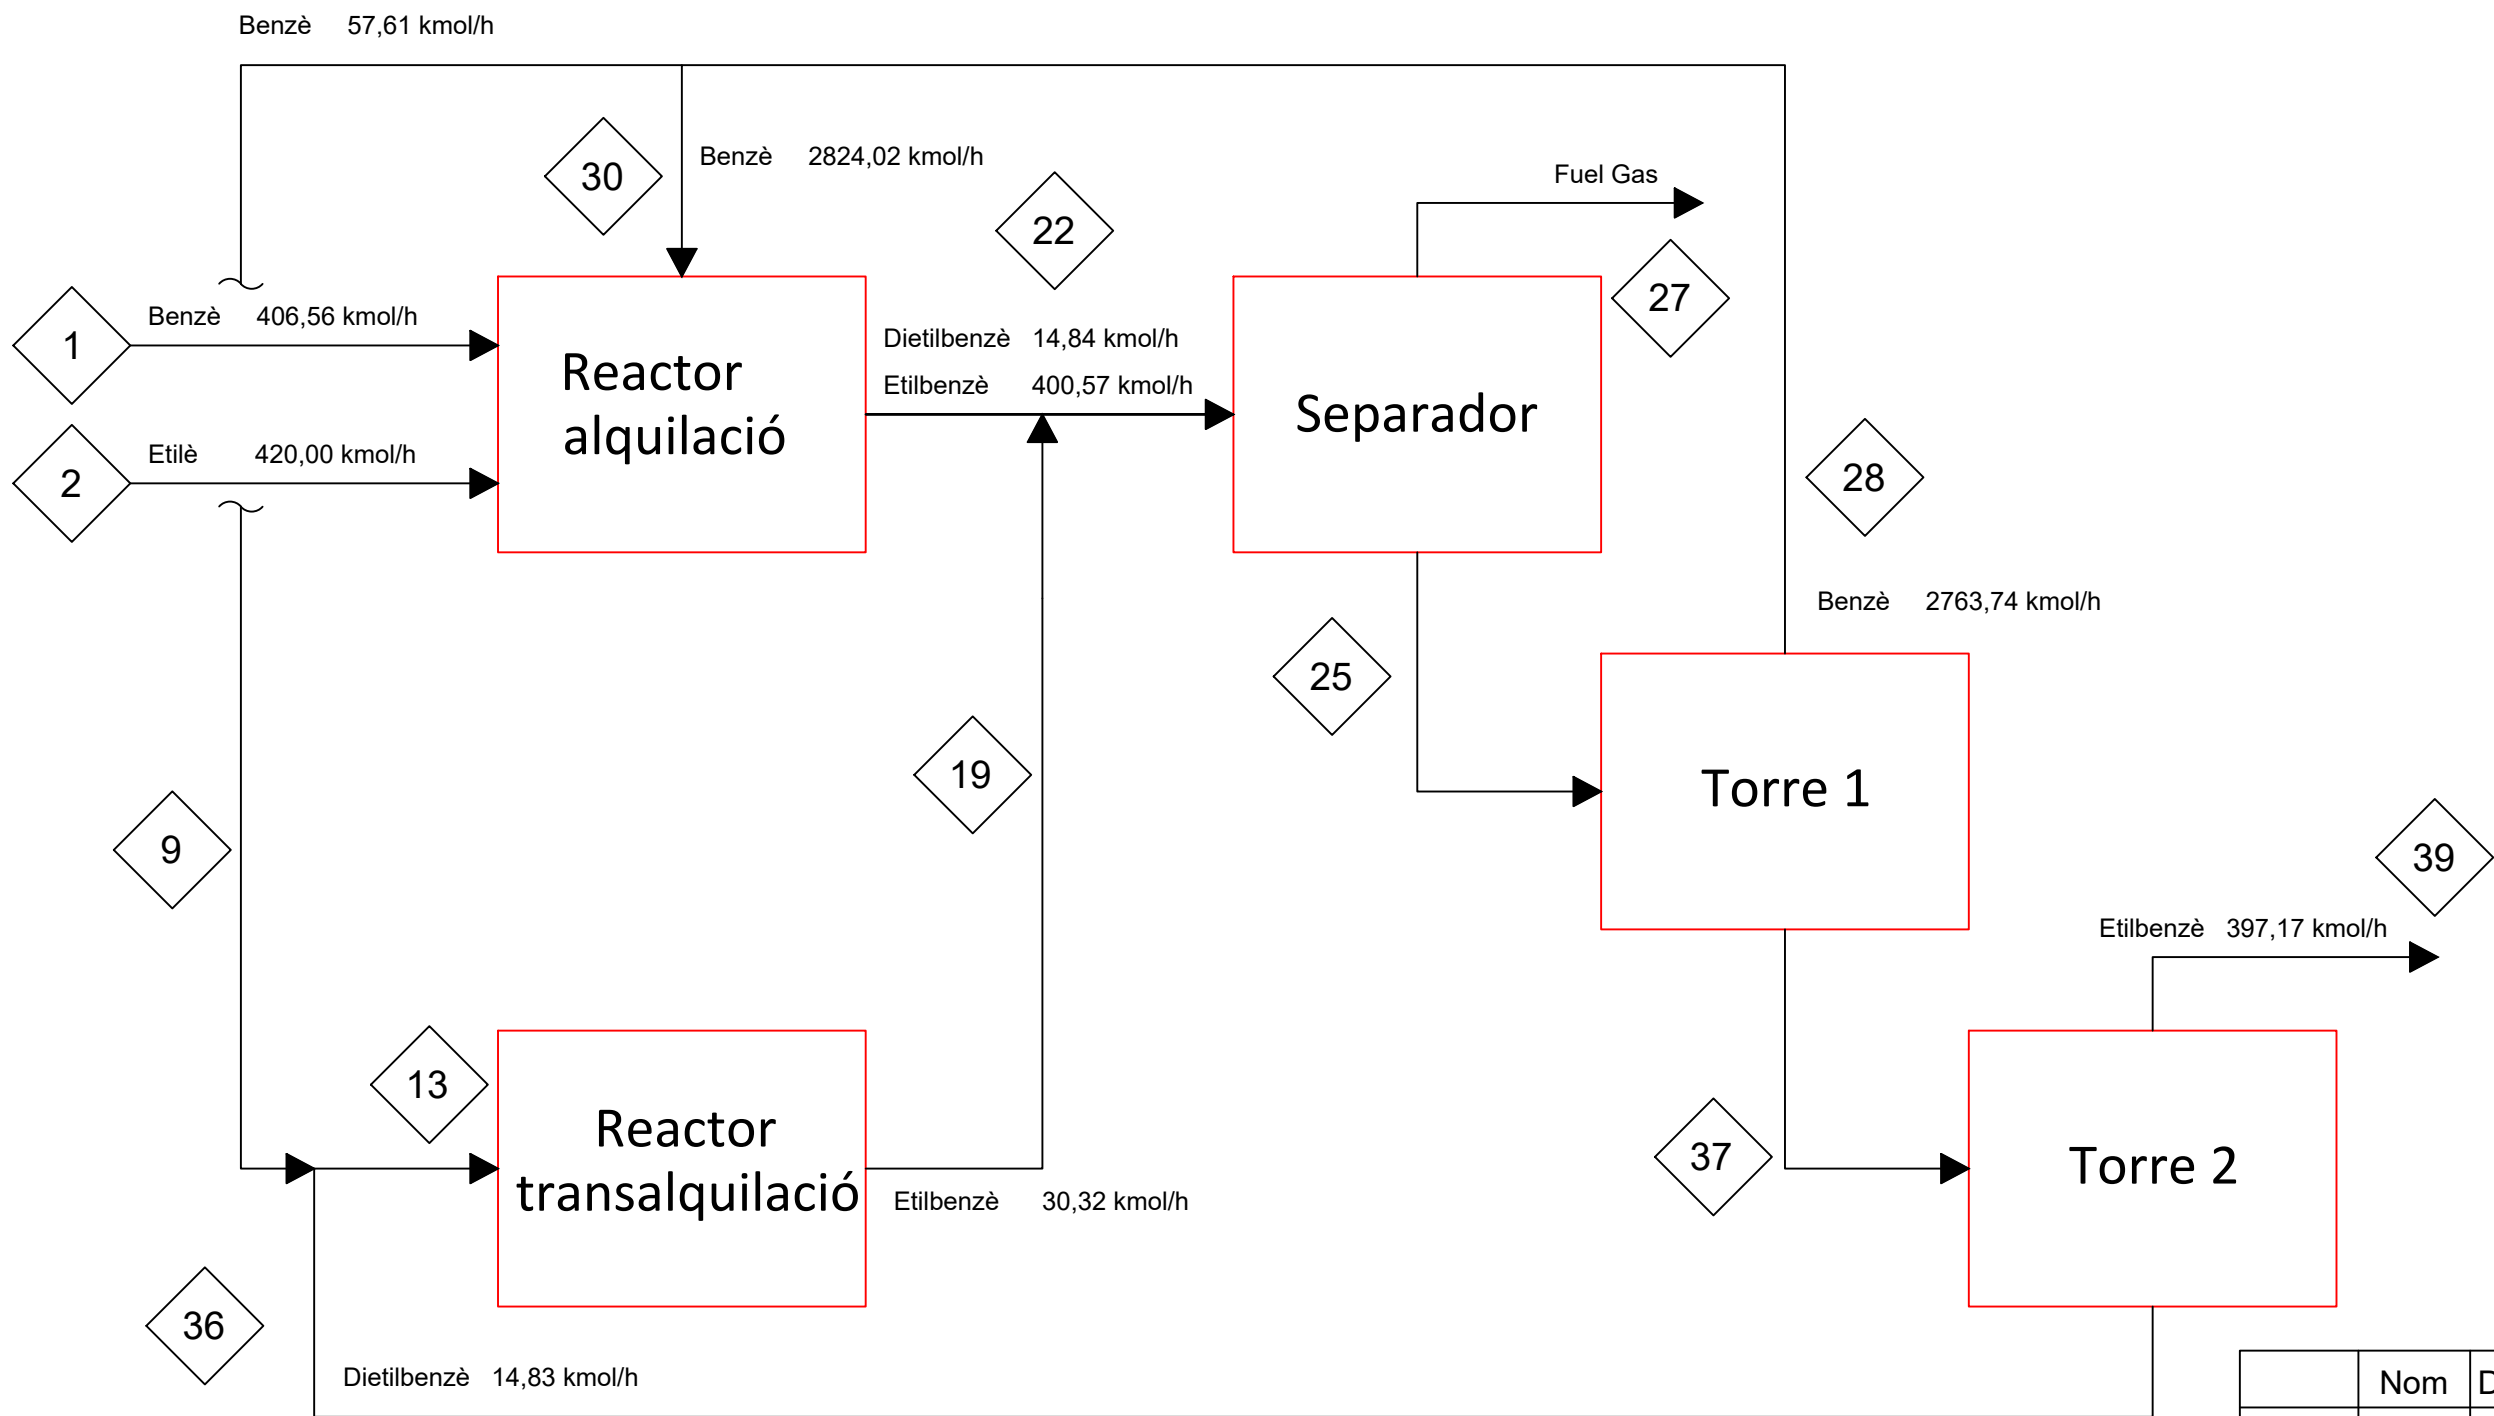 Benzè 57,61 kmol/h
30
Benzè 2824,02 kmol/h
Fuel Gas
22
27
1
Benzè 406,56 kmol/h
Reactor
alquilació
Dietilbenzè 14,84 kmol/h
Etilbenzè 400,57 kmol/h
Separador
2
Etilè 420,00 kmol/h
28
Benzè 2763,74 kmol/h
25
19
Torre 1
9
39
Etilbenzè 397,17 kmol/h
13
Reactor
transalquilació
Etilbenzè 30,32 kmol/h
37
Torre 2
36
Dietilbenzè 14,83 kmol/h
Nom